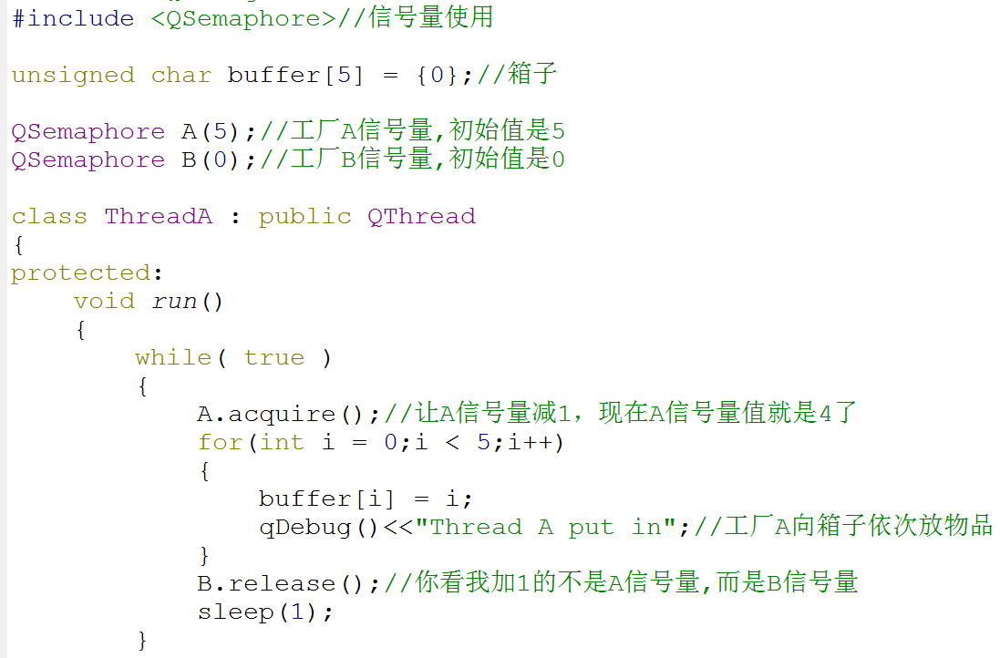 #include <QSemaphore>//信号量使用
unsigned char buffer[5] = {0};//箱子
QSemaphore A(5);//工厂A信号量,初始值是5
QSemaphore B(0);//工厂B信号量,初始值是0
class ThreadA : public QThread
{
protected:
    void run()
    {
        while( true )
        {
            A.acquire();//让A信号量减1，现在A信号量值就是4了
            for(int i = 0;i < 5;i++)
            {
                buffer[i] = i;
                qDebug()<<"Thread A put in";//工厂A向箱子依次放物品
            }
            B.release();//你看我加1的不是A信号量,而是B信号量
            sleep(1);
        }